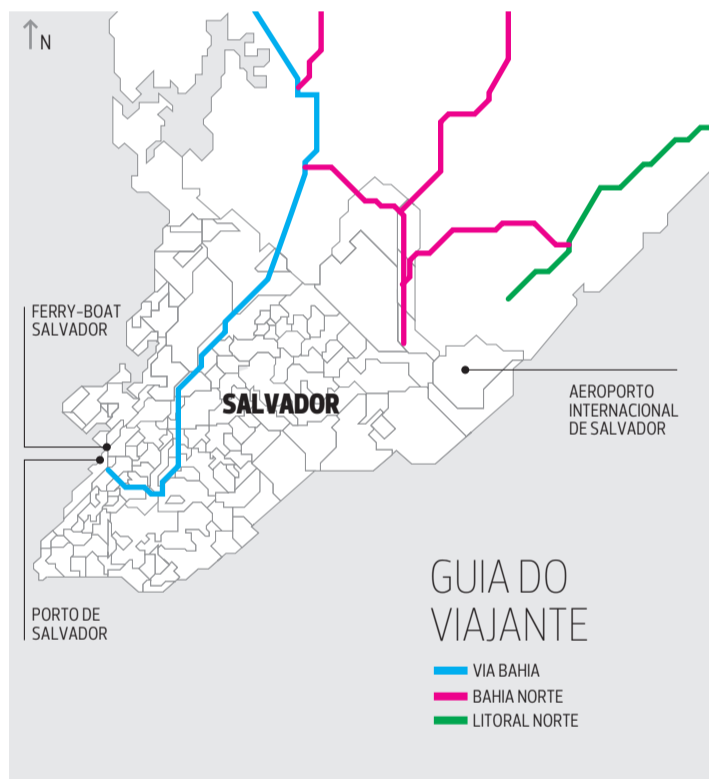 N
FERRY-BOAT
SALVADOR
SALVADOR
AEROPORTO
INTERNACIONAL
DE SALVADOR
PORTO DE
SALVADOR
GUIA DO
VIAJANTE
VIA BAHIA
BAHIA NORTE
LITORAL NORTE